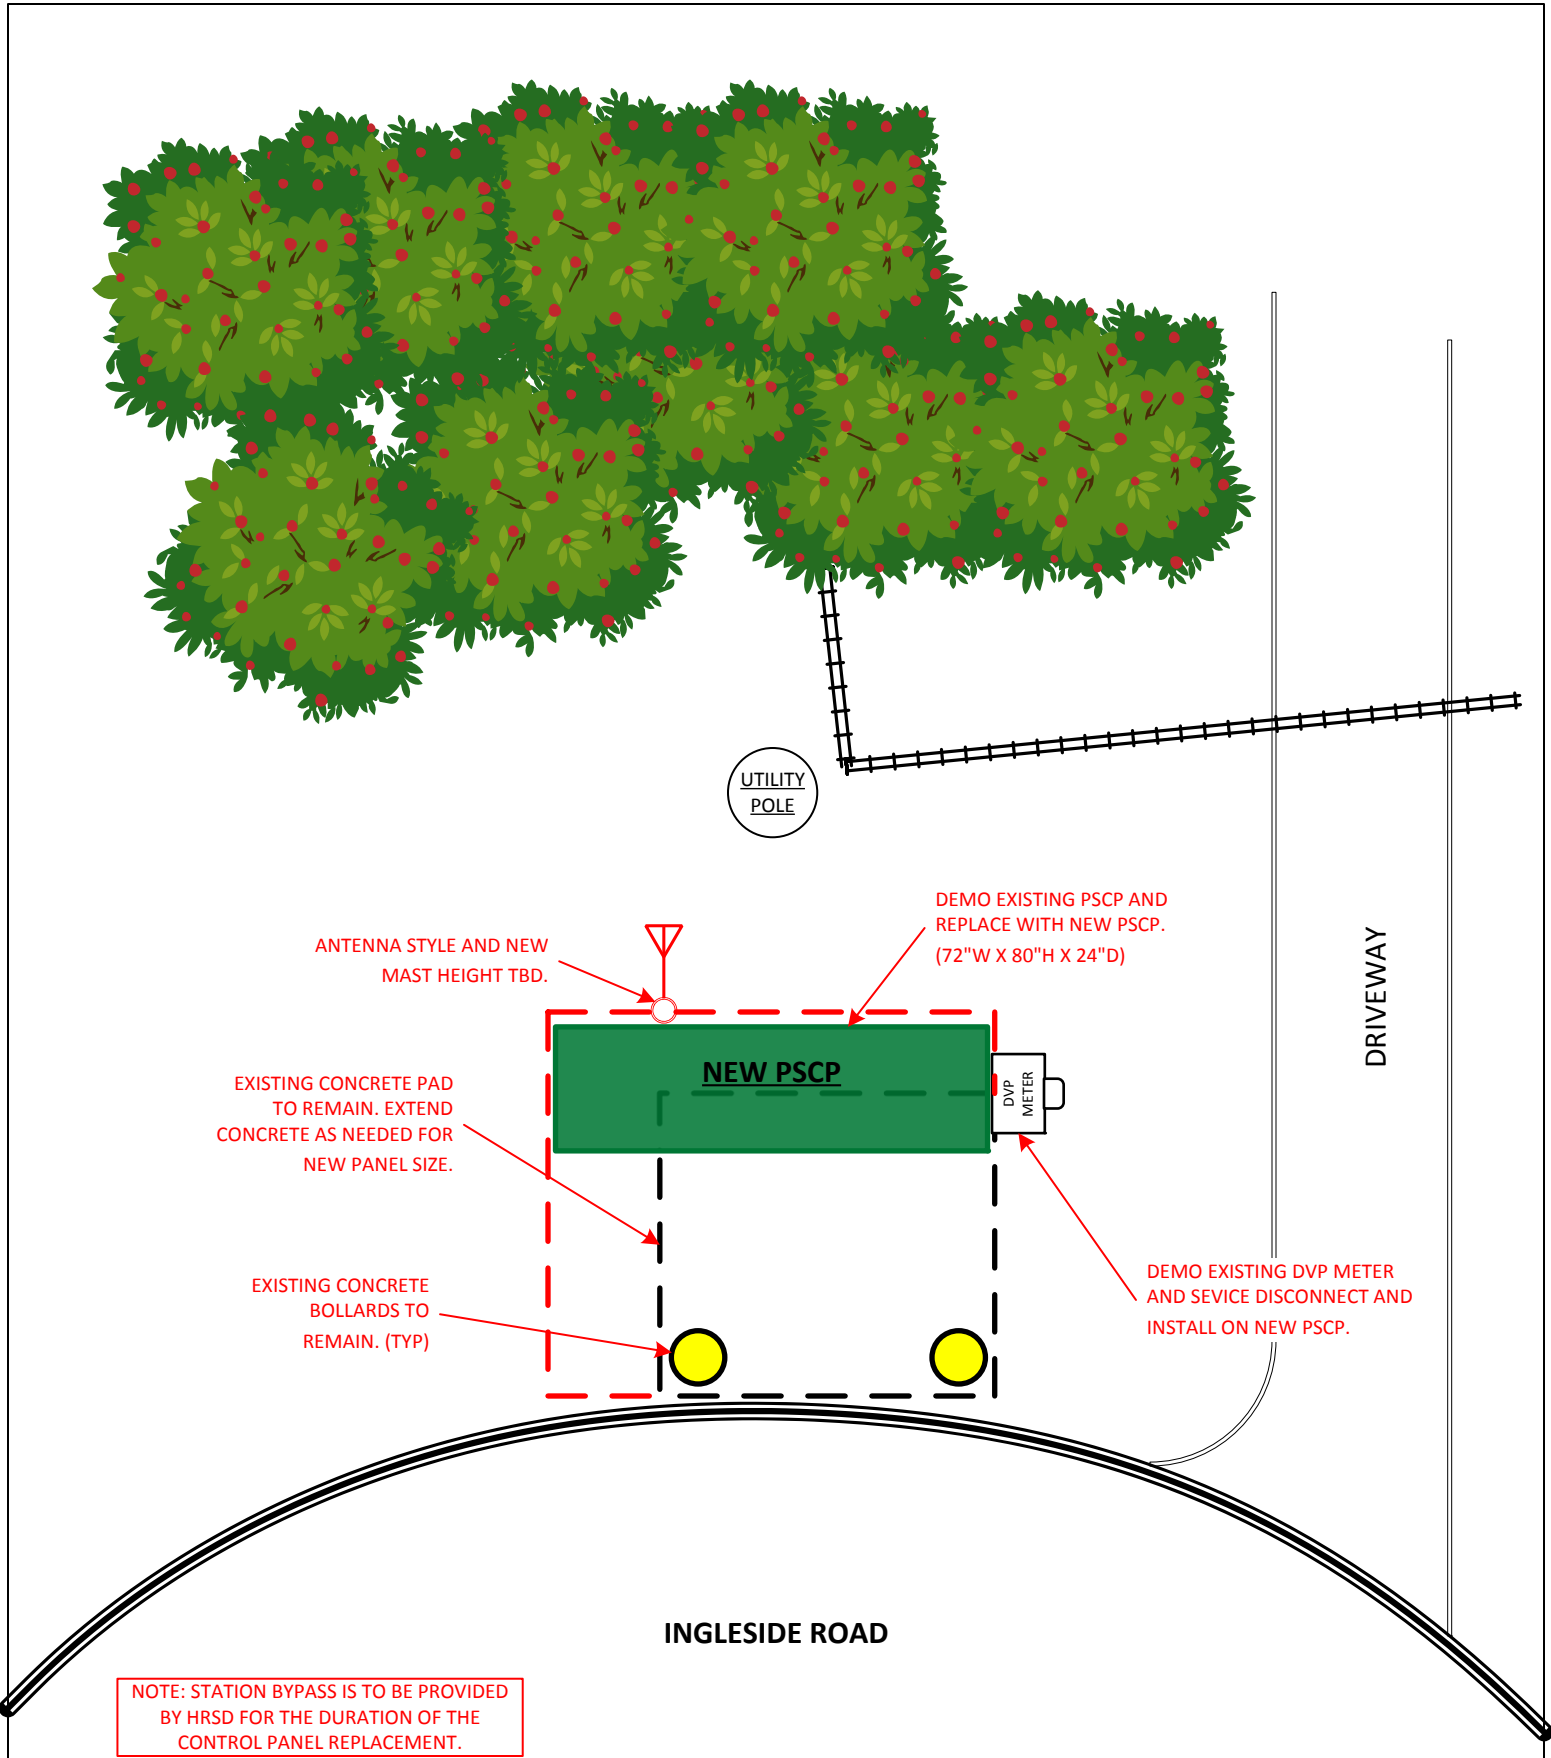 UTILITY
POLE
DEMO EXISTING PSCP AND
REPLACE WITH NEW PSCP.
(72"W X 80"H X 24"D)
ANTENNA STYLE AND NEW
MAST HEIGHT TBD.
DRIVEWAY
NEW PSCP
DVP
METER
EXISTING CONCRETE PAD
TO REMAIN. EXTEND
CONCRETE AS NEEDED FOR
NEW PANEL SIZE.
EXISTING CONCRETE
BOLLARDS TO
REMAIN. (TYP)
DEMO EXISTING DVP METER
AND SEVICE DISCONNECT AND
INSTALL ON NEW PSCP.
INGLESIDE ROAD
NOTE: STATION BYPASS IS TO BE PROVIDED
BY HRSD FOR THE DURATION OF THE
CONTROL PANEL REPLACEMENT.